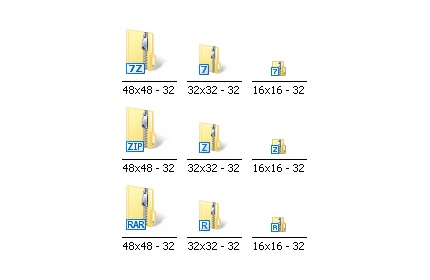 7Z 7 7
48x48 - 32 32x32 - 32 16x16 - 32
ZIP Z Z
48x48 - 32 32x32 - 32 16x16 - 32
RAR R R
48x48 - 32 32x32 - 32 16x16 - 32